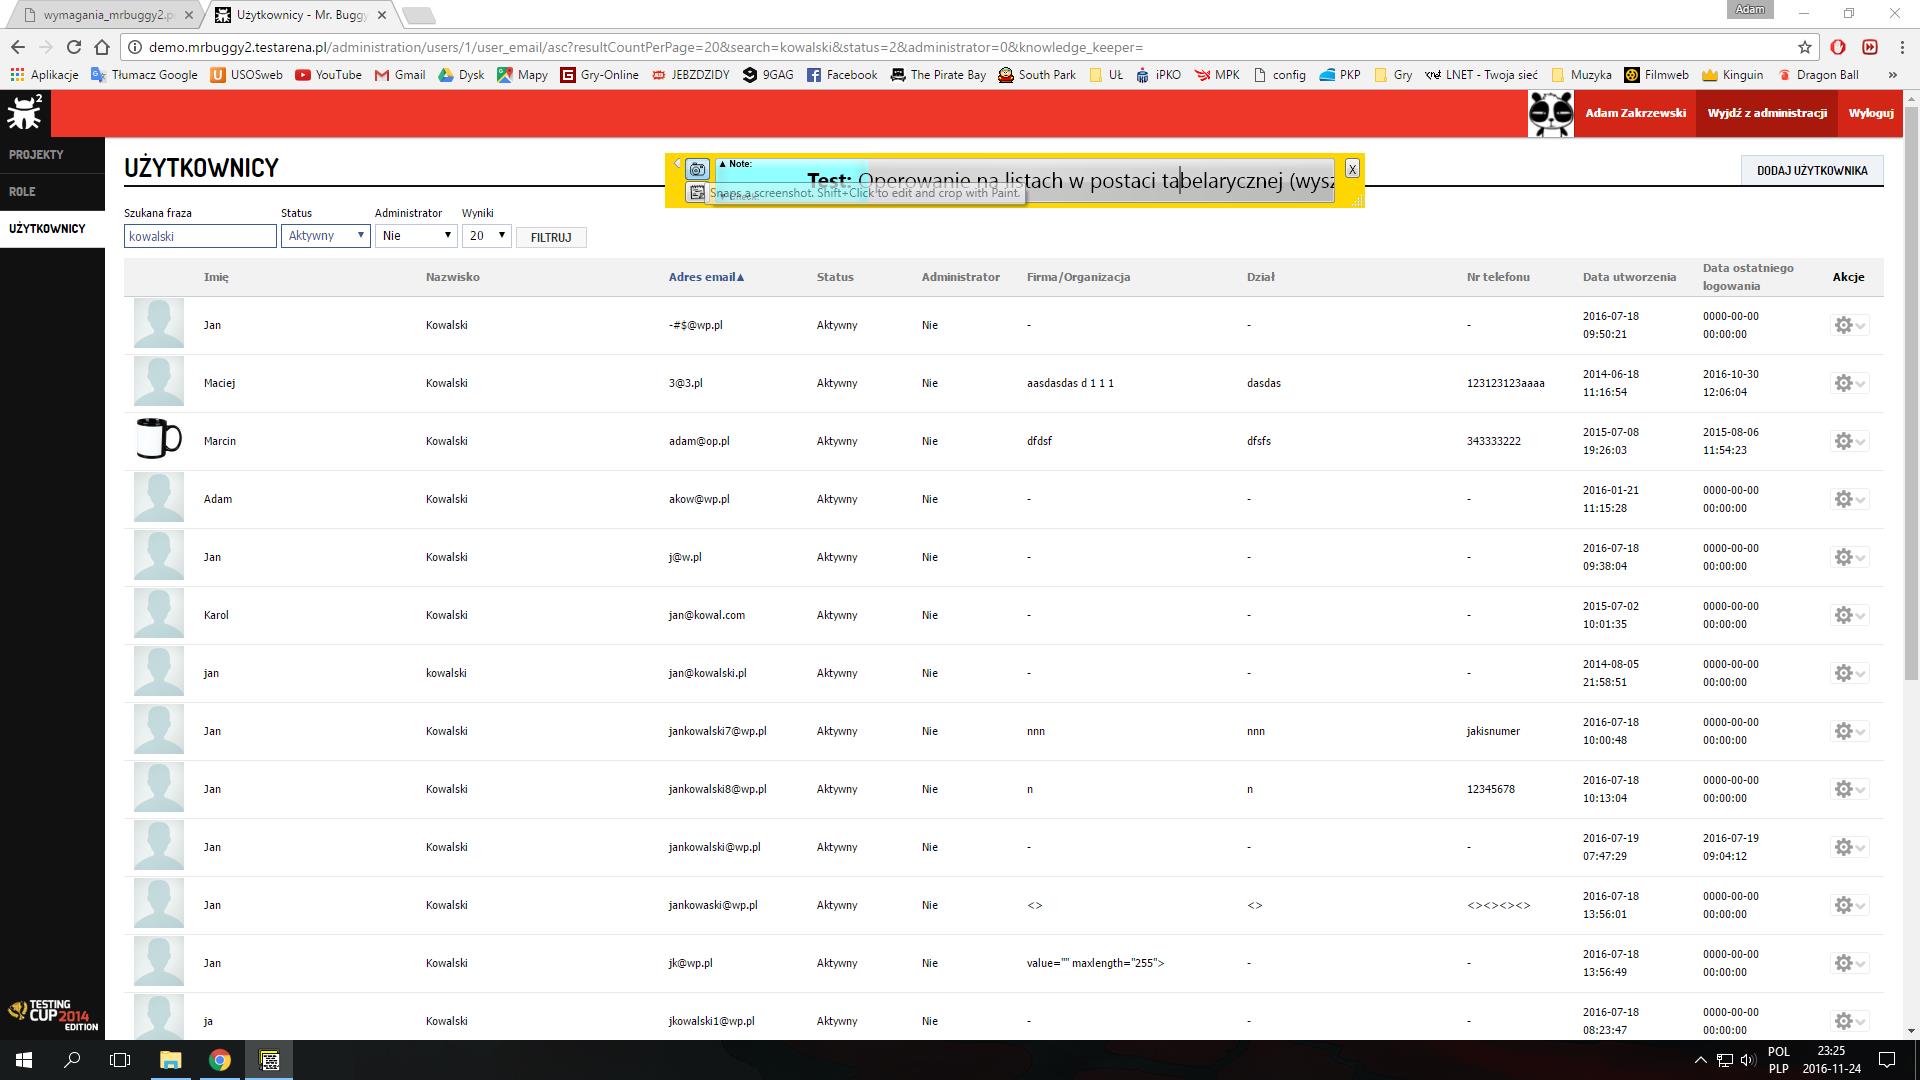 wymagania_mrbuggy2.p
Użytkownicy - Mr. Buggy
Adam
demo.mrbuggy2.testarena.pl/administration/users/1/user_email/asc?resultCountPerPage=20&search=kowalski&status=2&administrator=0&knowledge_keeper=
Aplikacje Tłumacz Google USOSweb YouTube Gmail Dysk Mapy Gry-Online JEBZDZIDY 9GAG Facebook The Pirate Bay South Park UŁ iPKO MPK config PKP Gry LNET - Twoja sieć Muzyka Filmweb Kinguin Dragon Ball »
2
Adam Zakrzewski Wyjdź z administracji Wyloguj
PROJEKTY
ROLE
UŻYTKOWNICY
UŻYTKOWNICY
▲ Note:
Test: Operowanie na listach w postaci tabelarycznej (wysz
Snaps a screenshot. Shift+Click to edit and crop with Paint.
X
DODAJ UŻYTKOWNIKA
Szukana fraza Status Administrator Wyniki
kowalski Aktywny Nie 20 FILTRUJ
Imię Nazwisko Adres email▲ Status Administrator Firma/Organizacja Dział Nr telefonu Data utworzenia Data ostatniego logowania Akcje
Jan Kowalski -#$@wp.pl Aktywny Nie - - - 2016-07-18 09:50:21 0000-00-00 00:00:00
Maciej Kowalski 3@3.pl Aktywny Nie aasdasdas d 1 1 1 dasdas 123123123aaaa 2014-06-18 11:16:54 2016-10-30 12:06:04
Marcin Kowalski adam@op.pl Aktywny Nie dfdsf dfsfs 343333222 2015-07-08 19:26:03 2015-08-06 11:54:23
Adam Kowalski akow@wp.pl Aktywny Nie - - - 2016-01-21 11:15:28 0000-00-00 00:00:00
Jan Kowalski j@w.pl Aktywny Nie - - - 2016-07-18 09:38:04 0000-00-00 00:00:00
Karol Kowalski jan@kowal.com Aktywny Nie - - - 2015-07-02 10:01:35 0000-00-00 00:00:00
jan kowalski jan@kowalski.pl Aktywny Nie - - - 2014-08-05 21:58:51 0000-00-00 00:00:00
Jan Kowalski jankowalski7@wp.pl Aktywny Nie nnn nnn jakisnumer 2016-07-18 10:00:48 0000-00-00 00:00:00
Jan Kowalski jankowalski8@wp.pl Aktywny Nie n n 12345678 2016-07-18 10:13:04 0000-00-00 00:00:00
Jan Kowalski jankowalski@wp.pl Aktywny Nie - - - 2016-07-19 07:47:29 2016-07-19 09:04:12
Jan Kowalski jankowaski@wp.pl Aktywny Nie <> <> <><><><> 2016-07-18 13:56:01 0000-00-00 00:00:00
Jan Kowalski jk@wp.pl Aktywny Nie value="" maxlength="255"> - - 2016-07-18 13:56:49 0000-00-00 00:00:00
ja Kowalski jkowalski1@wp.pl Aktywny Nie - - - 2016-07-18 08:23:47 0000-00-00 00:00:00
TESTING
CUP 2014
EDITION
POL
PLP
23:25
2016-11-24